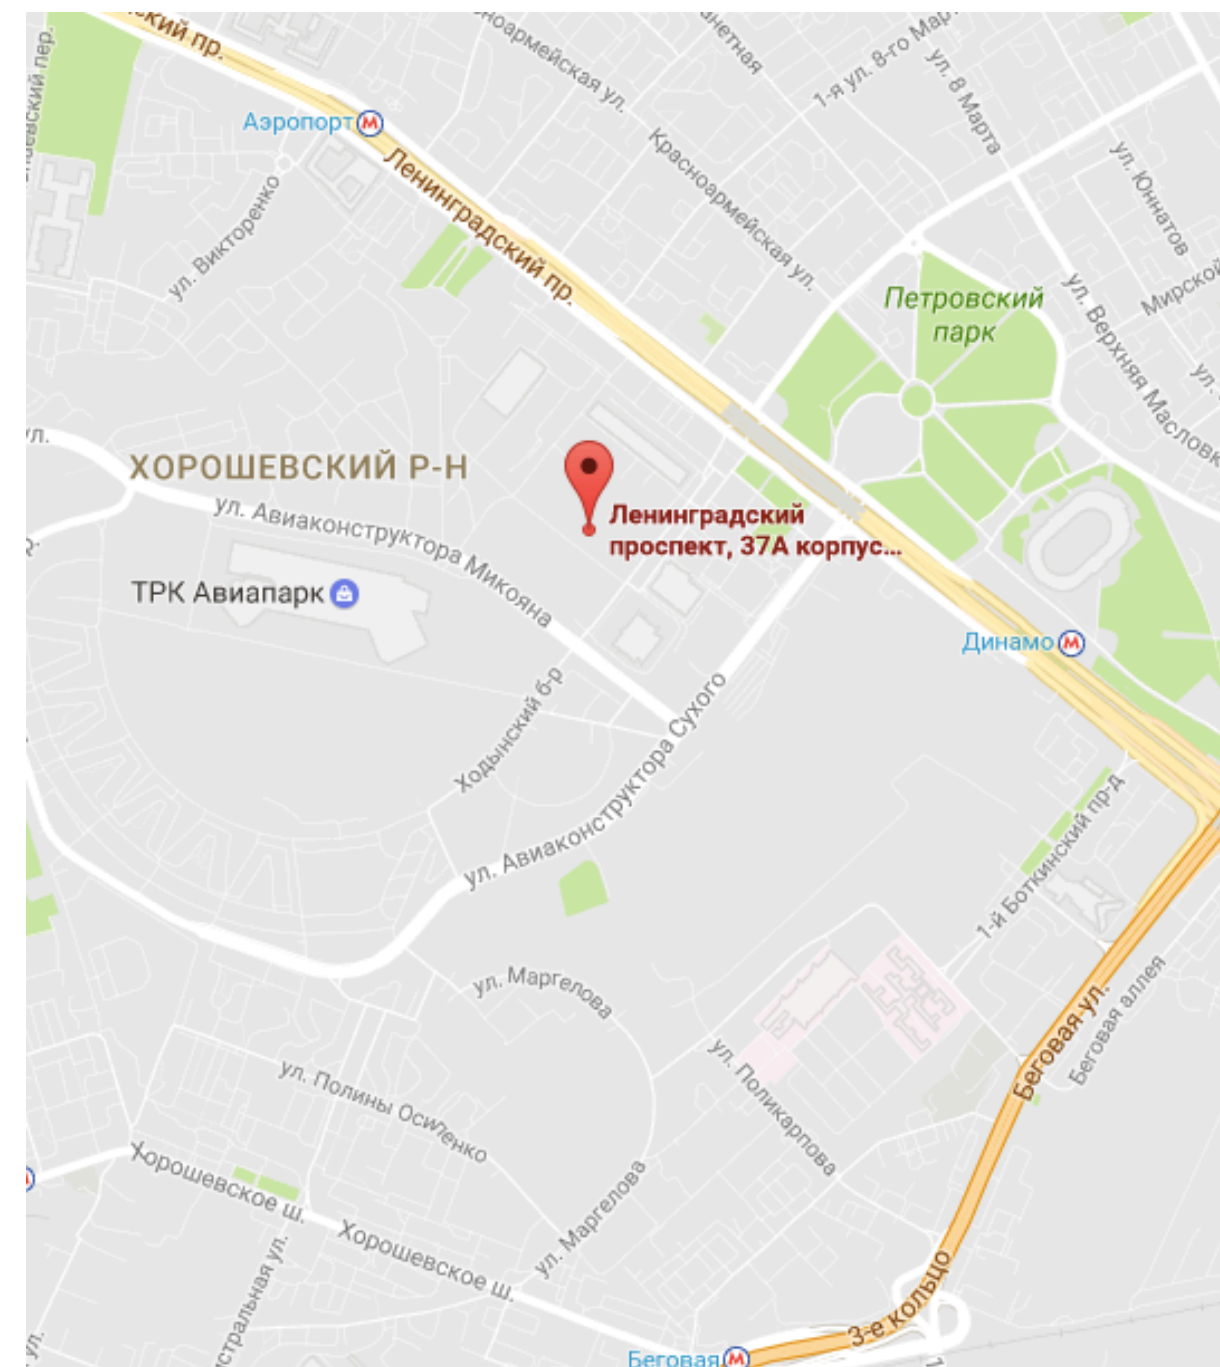 Аэропорт
Ленинградский пр.
ул. Викторенко
Красноармейская ул.
1-я ул. 8-го Мар
ул. 8 Марта
ул. Юннатов
Петровский
парк
ул. Верхняя Масловк
ХОРОШЕВСКИЙ Р-Н
ул. Авиаконструктора Микояна
Ленинградский
проспект, 37А корпус...
ТРК Авиапарк
Динамо
Ходынский б-р
ул. Авиаконструктора Сухого
1-й Боткинский пр-д
ул. Маргелова
Беговая ул.
Беговая аллея
ул. Поликарпова
ул. Полины Осипенко
Хорошевское ш.
Хорошевское ш.
ул. Маргелова
3-е кольцо
Беговая